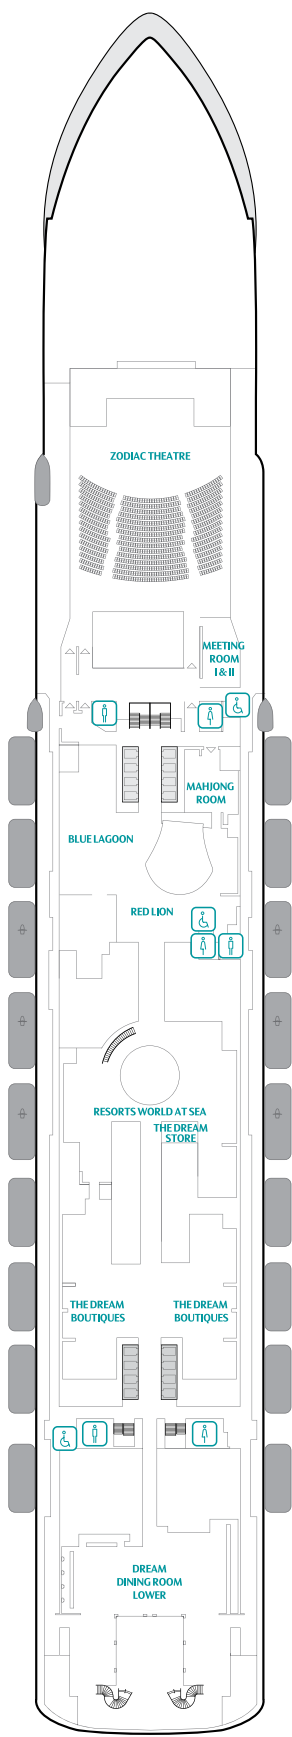 ZODIAC THEATRE
MEETING
ROOM
I & II
MAHJONG
ROOM
BLUE LAGOON
RED LION
RESORTS WORLD AT SEA
THE DREAM
STORE
THE DREAM
BOUTIQUES
THE DREAM
BOUTIQUES
DREAM
DINING ROOM
LOWER